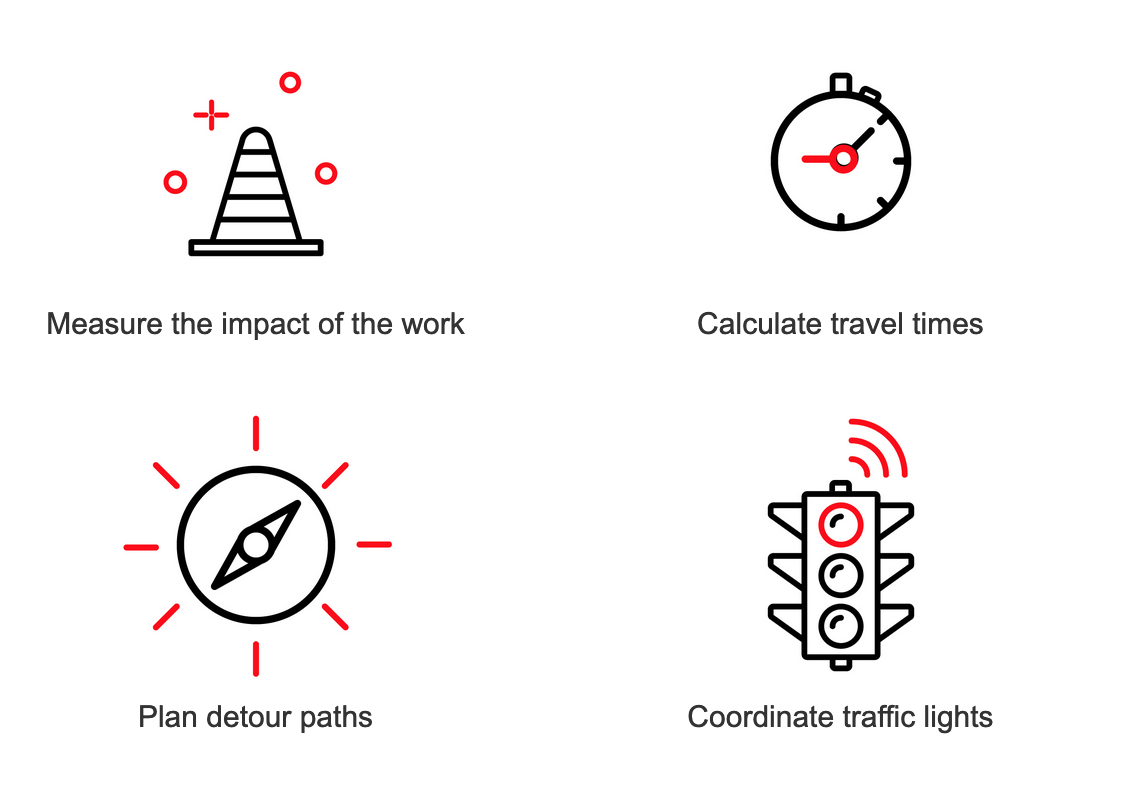 Measure the impact of the work
Calculate travel times
Plan detour paths
Coordinate traffic lights